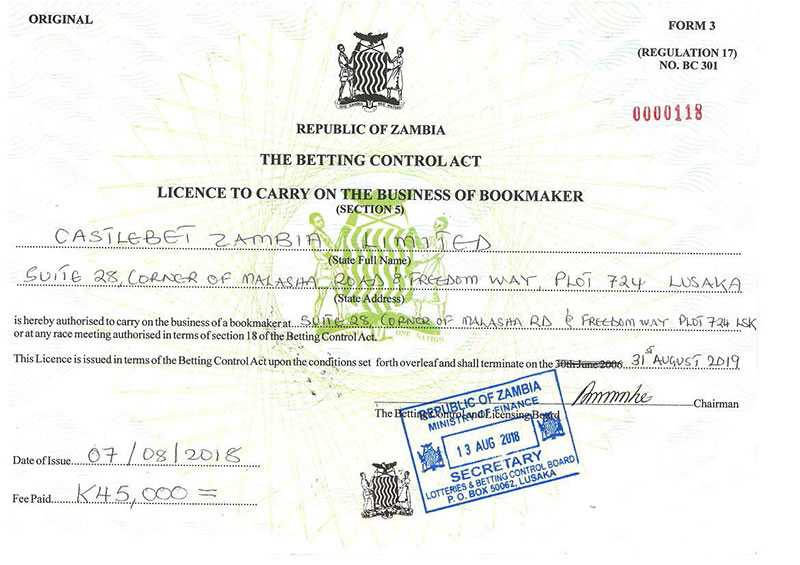 ORIGINAL
FORM 3
(REGULATION 17)
NO. BC 301
0000118
ONE ZAMBIA ONE NATION
REPUBLIC OF ZAMBIA
THE BETTING CONTROL ACT
LICENCE TO CARRY ON THE BUSINESS OF BOOKMAKER
(SECTION 5)
CASTLEBET ZAMBIA LIMITED
(State Full Name)
SUITE 28, CORNER OF MALASHA ROAD & FREEDOM WAY, PLOT 724 LUSAKA
(State Address)
is hereby authorised to carry on the business of a bookmaker at SUITE 28 CORNER OF MALASHA RD & FREEDOM WAY PLOT 724 LSK
or at any race meeting authorised in terms of section 18 of the Betting Control Act.
This Licence is issued in terms of the Betting Control Act upon the conditions set forth overleaf and shall terminate on the 30th June 2006 31st AUGUST 2019
Chairman
The Betting Control and Licensing Board
REPUBLIC OF ZAMBIA
MINISTRY OF FINANCE
13 AUG 2018
SECRETARY
LOTTERIES & BETTING CONTROL BOARD
P. O. BOX 50062, LUSAKA
Date of Issue 07/08/2018
Fee Paid K45,000 =